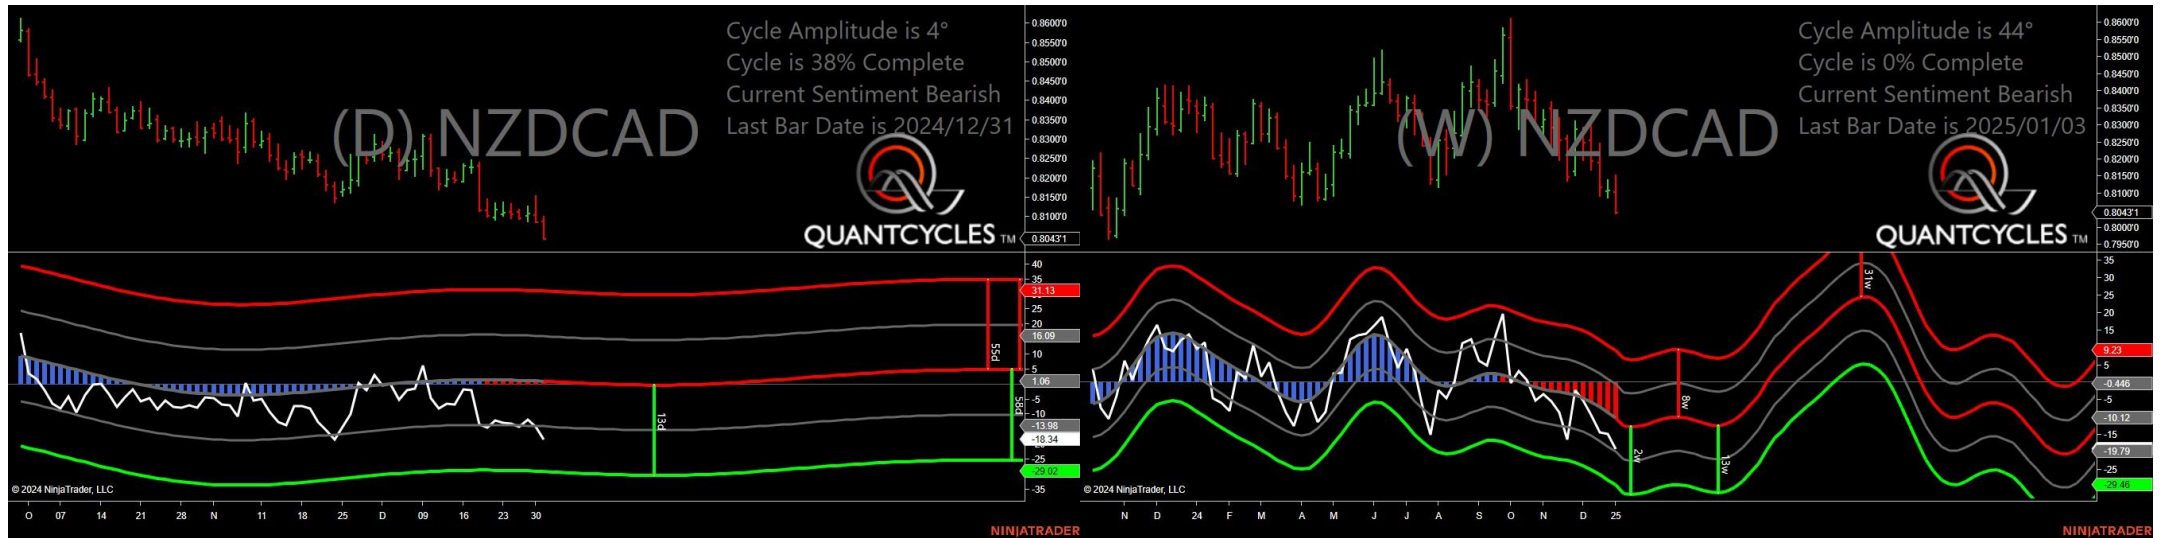 Cycle Amplitude is 4°
Cycle is 38% Complete
Current Sentiment Bearish
Last Bar Date is 2024/12/31
(D) NZDCAD
QUANTCYCLES TM
0.8600'0
0.8550'0
0.8500'0
0.8450'0
0.8400'0
0.8350'0
0.8300'0
0.8250'0
0.8200'0
0.8150'0
0.8100'0
0.8043'1
40
35
31.13
25
20
16.09
10
5
1.06
-5
-10
-13.98
-18.34
-25
-29.02
-35
55d
58d
13d
© 2024 NinjaTrader, LLC
O 07 14 21 28 N 11 18 25 D 09 16 23 30
NINJATRADER
Cycle Amplitude is 44°
Cycle is 0% Complete
Current Sentiment Bearish
Last Bar Date is 2025/01/03
(W) NZDCAD
QUANTCYCLES TM
0.8600'0
0.8550'0
0.8500'0
0.8450'0
0.8400'0
0.8350'0
0.8300'0
0.8250'0
0.8200'0
0.8150'0
0.8100'0
0.8043'1
0.8000'0
0.7950'0
35
30
25
20
15
9.23
5
-0.446
-5
-10.12
-15
-19.79
-25
-29.46
31w
8w
2w
13w
© 2024 NinjaTrader, LLC
N D 24 F M A M J J A S O N D 25
NINJATRADER